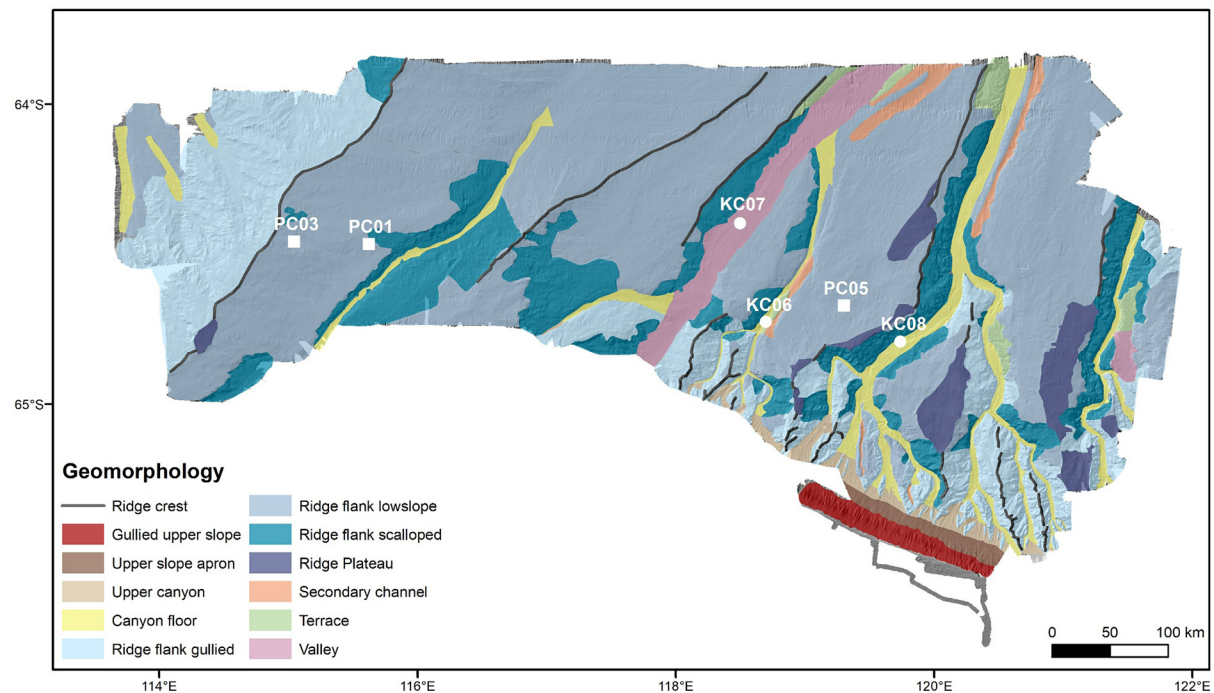 64°S
KC07
PC03
PC01
KC06
PC05
KC08
65°S
Geomorphology
Ridge crest
Gullied upper slope
Upper slope apron
Upper canyon
Canyon floor
Ridge flank gullied
Ridge flank lowslope
Ridge flank scalloped
Ridge Plateau
Secondary channel
Terrace
Valley
0 50 100 km
114°E 116°E 118°E 120°E 122°E